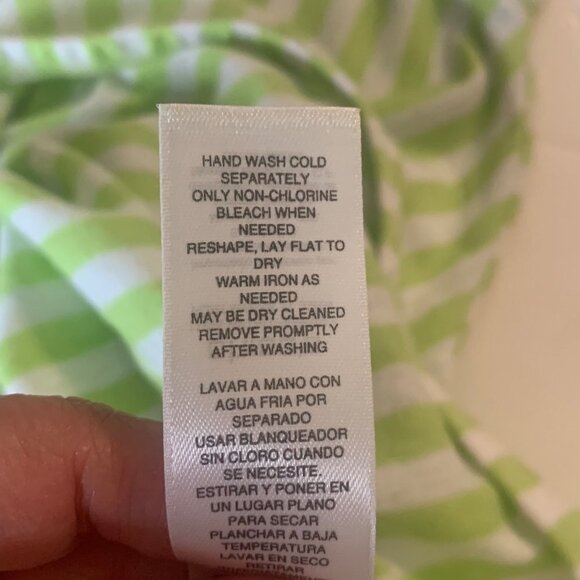 HAND WASH COLD
SEPARATELY
ONLY NON-CHLORINE
BLEACH WHEN
NEEDED
RESHAPE, LAY FLAT TO
DRY
WARM IRON AS
NEEDED
MAY BE DRY CLEANED
REMOVE PROMPTLY
AFTER WASHING
LAVAR A MANO CON
AGUA FRIA POR
SEPARADO
USAR BLANQUEADOR
SIN CLORO CUANDO
SE NECESITE.
ESTIRAR Y PONER EN
UN LUGAR PLANO
PARA SECAR
PLANCHAR A BAJA
TEMPERATURA
LAVAR EN SECO
RETIRAR